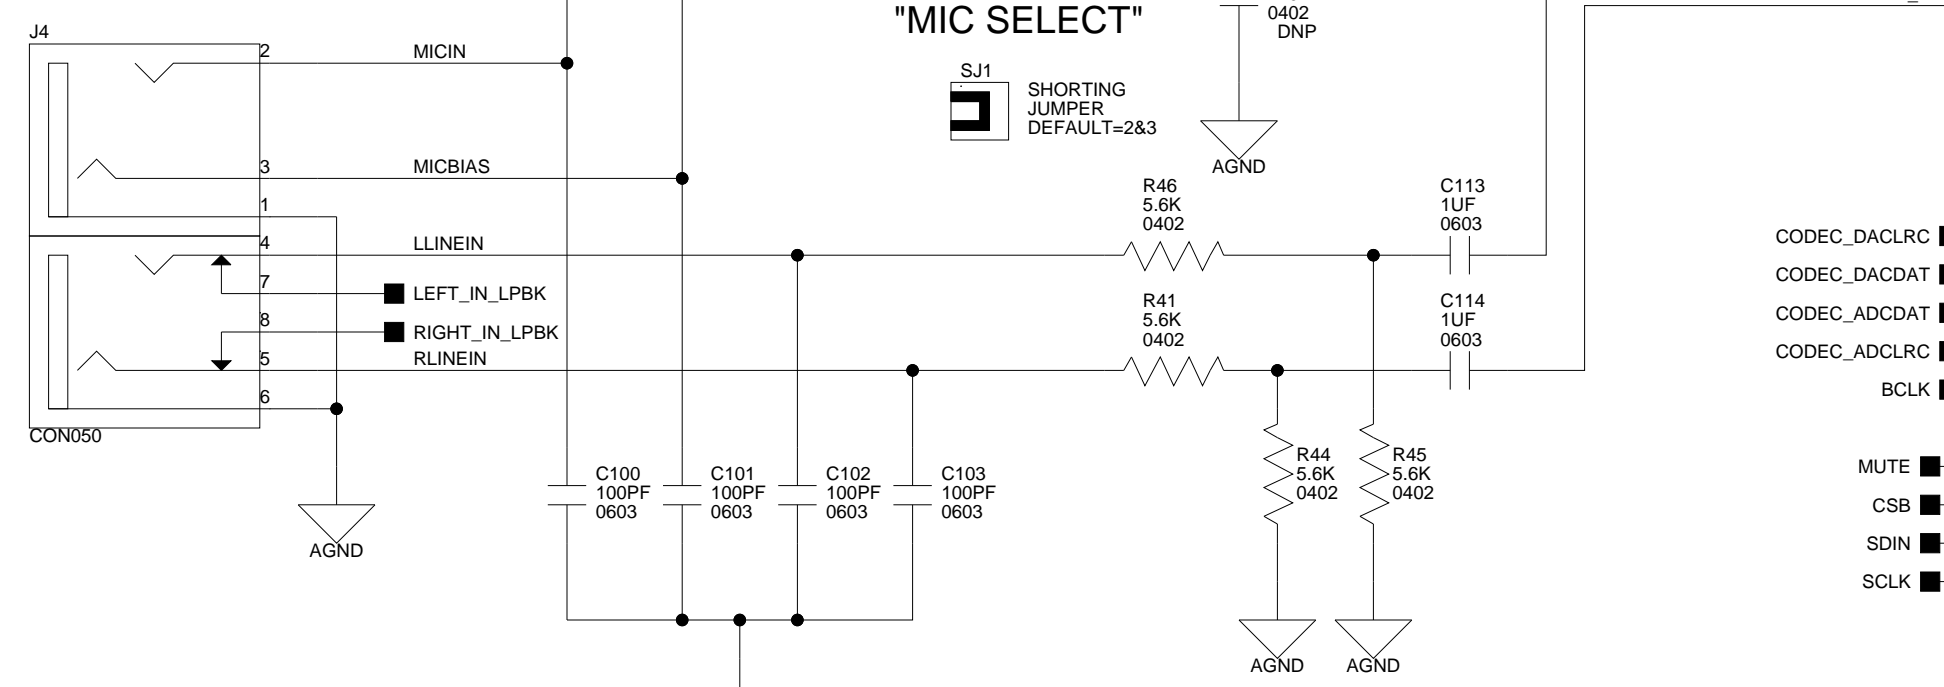 "MIC SELECT"
0402
DNP
J4
2
MICIN
SJ1
SHORTING
JUMPER
DEFAULT=2&3
3
MICBIAS
AGND
1
R46
5.6K
0402
C113
1UF
0603
4
LLINEIN
CODEC_DACLRC
7
LEFT_IN_LPBK
CODEC_DACDAT
8
RIGHT_IN_LPBK
R41
5.6K
0402
C114
1UF
0603
CODEC_ADCDAT
5
RLINEIN
CODEC_ADCLRC
6
BCLK
CON050
C100
100PF
0603
C101
100PF
0603
C102
100PF
0603
C103
100PF
0603
R44
5.6K
0402
R45
5.6K
0402
MUTE
CSB
SDIN
SCLK
AGND
AGND
AGND